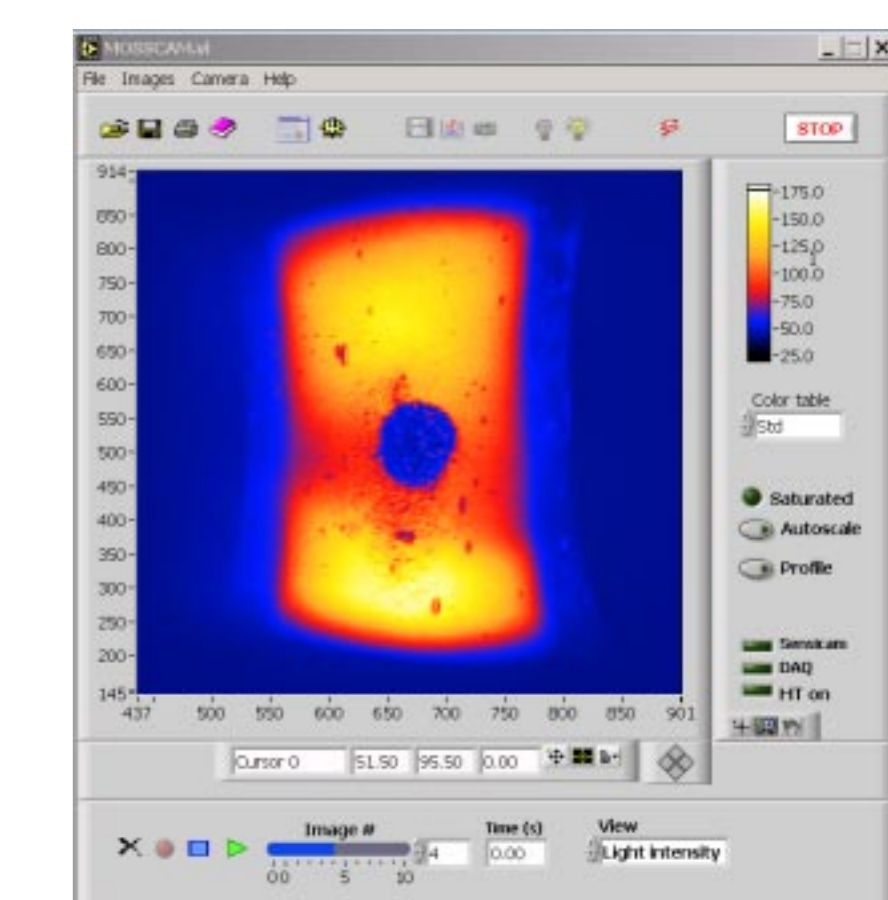 MOSSCAM.vi
File Images Camera Help
STOP
914
850
800
750
700
650
600
550
500
450
400
350
300
250
200
145
437 500 550 600 650 700 750 800 850 901
175.0
150.0
125.0
100.0
75.0
50.0
25.0
Color table
Std
Saturated
Autoscale
Profile
Sensicam
DAQ
HT on
Cursor 0 51.50 95.50 0.00
Image # Time (s) View
4 0.00 Light intensity
0.0 5 10